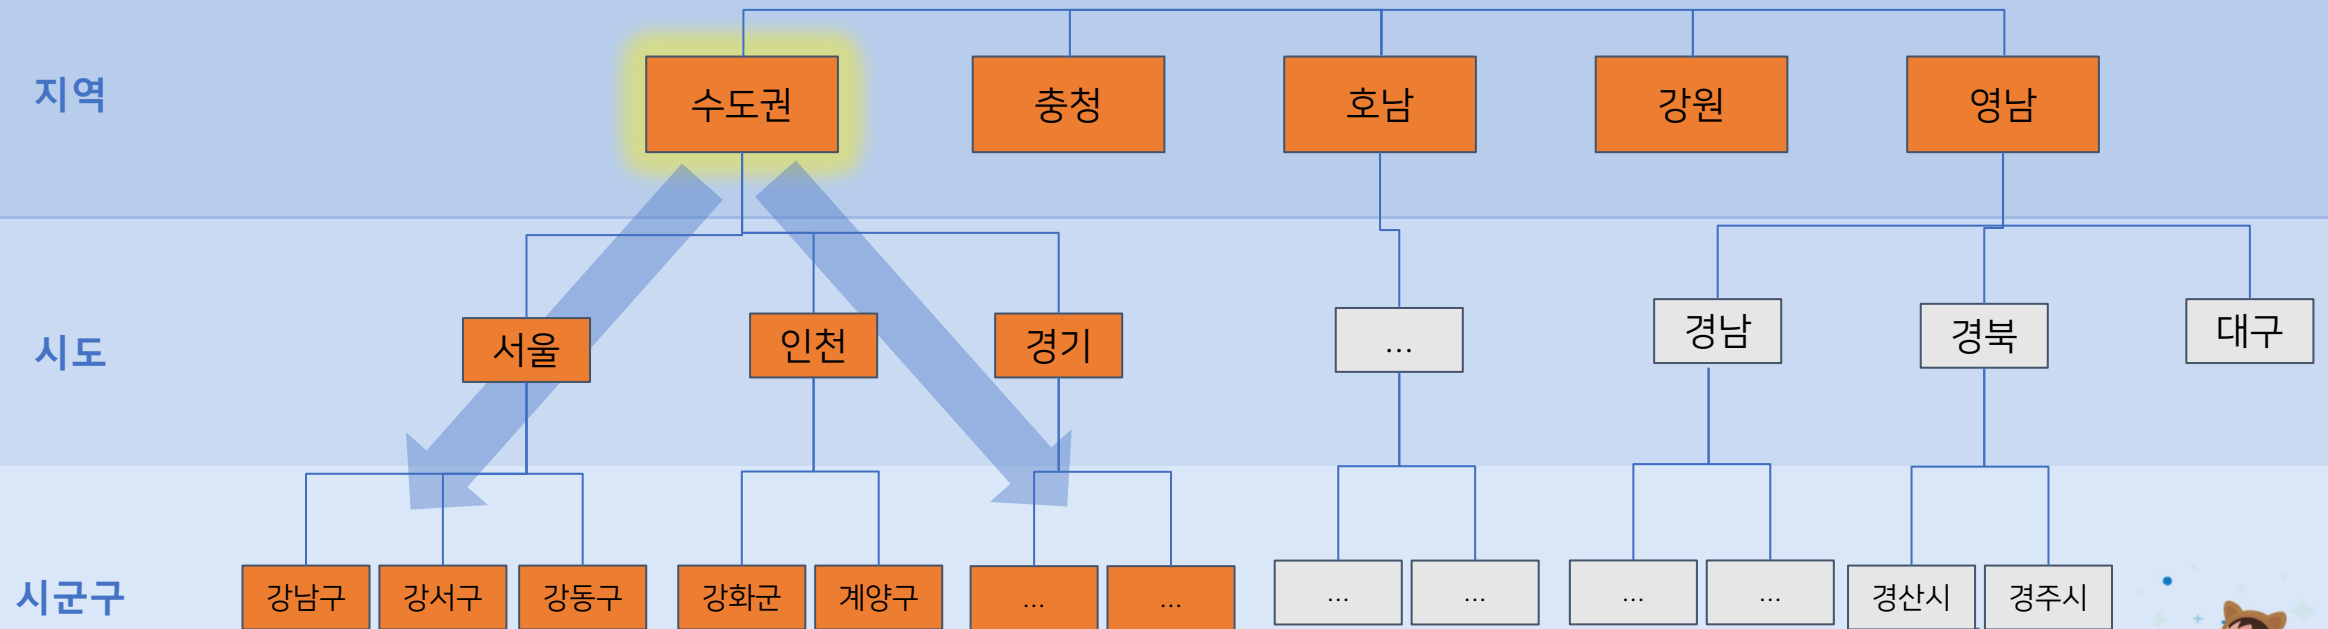 지역
수도권
충청
호남
강원
영남
시도
서울
인천
경기
...
경남
경북
대구
시군구
강남구
강서구
강동구
강화군
계양구
...
...
...
...
...
...
경산시
경주시